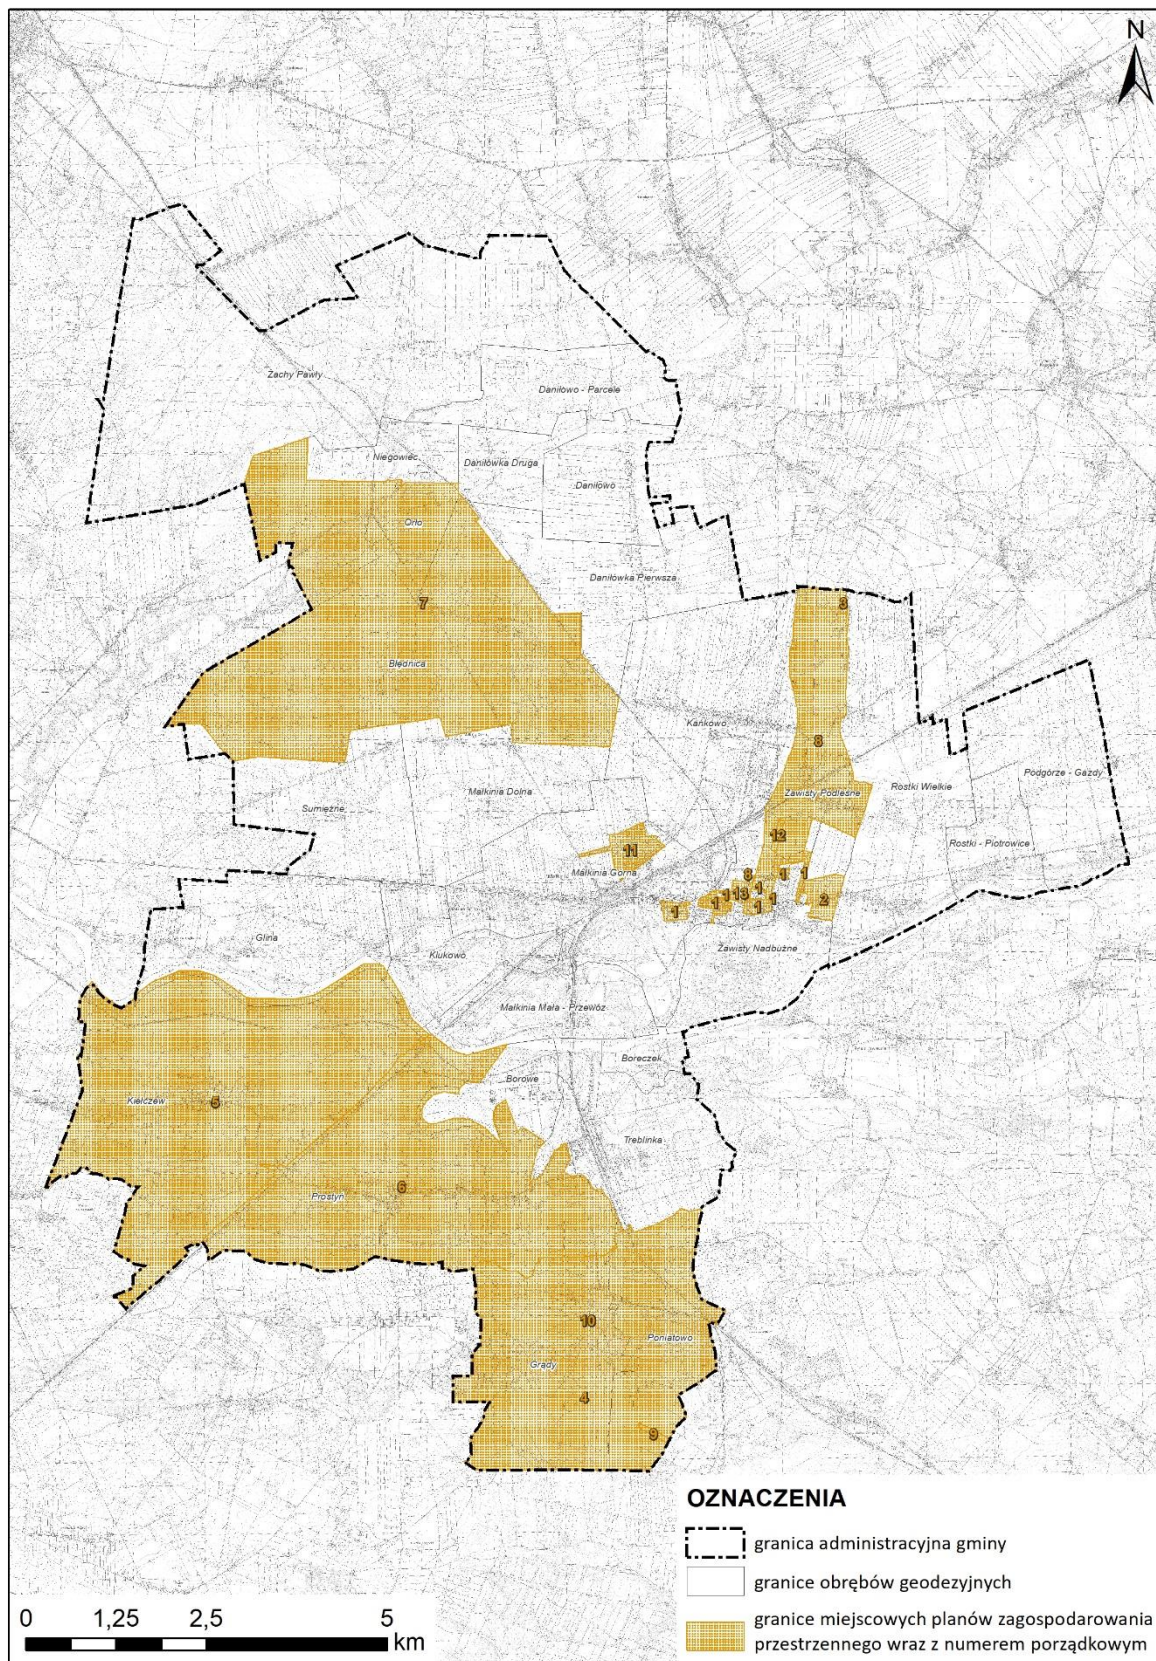 N
Żachy Pawły
Daniłowo - Parcele
Niegowiec
Daniłówka Druga
Daniłowo
Orło
Daniłówka Pierwsza
7
3
Błędnica
Kańkowo
8
Podgórze - Gazdy
Rostki Wielkie
Zawisty Podleśne
Małkinia Dolna
Sumiężne
12
Rostki - Piotrowice
11
Małkinia Górna
8
1
1
1
13
1
1
1
1
1
2
Glina
Klukowo
Zawisty Nadbużne
Małkinia Mała - Przewóz
Boreczek
Borowe
Kiełczew
5
Treblinka
6
Prostyń
10
Poniatowo
Grądy
4
9
OZNACZENIA
granica administracyjna gminy
granice obrębów geodezyjnych
granice miejscowych planów zagospodarowania
przestrzennego wraz z numerem porządkowym
0 1,25 2,5 5
km